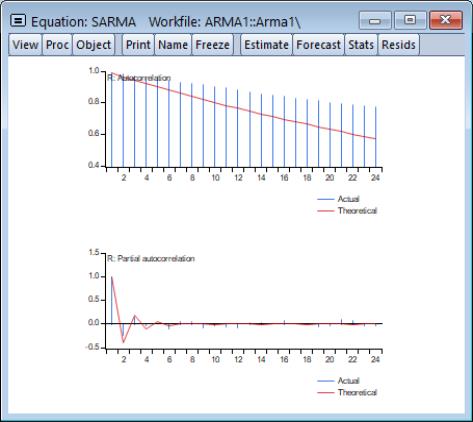 Equation: SARMA Workfile: ARMA1::Arma1\
View Proc Object Print Name Freeze Estimate Forecast Stats Resids
R: Autocorrelation
1.0
0.8
0.6
0.4
2 4 6 8 10 12 14 16 18 20 22 24
Actual
Theoretical
R: Partial autocorrelation
1.5
1.0
0.5
0.0
-0.5
2 4 6 8 10 12 14 16 18 20 22 24
Actual
Theoretical